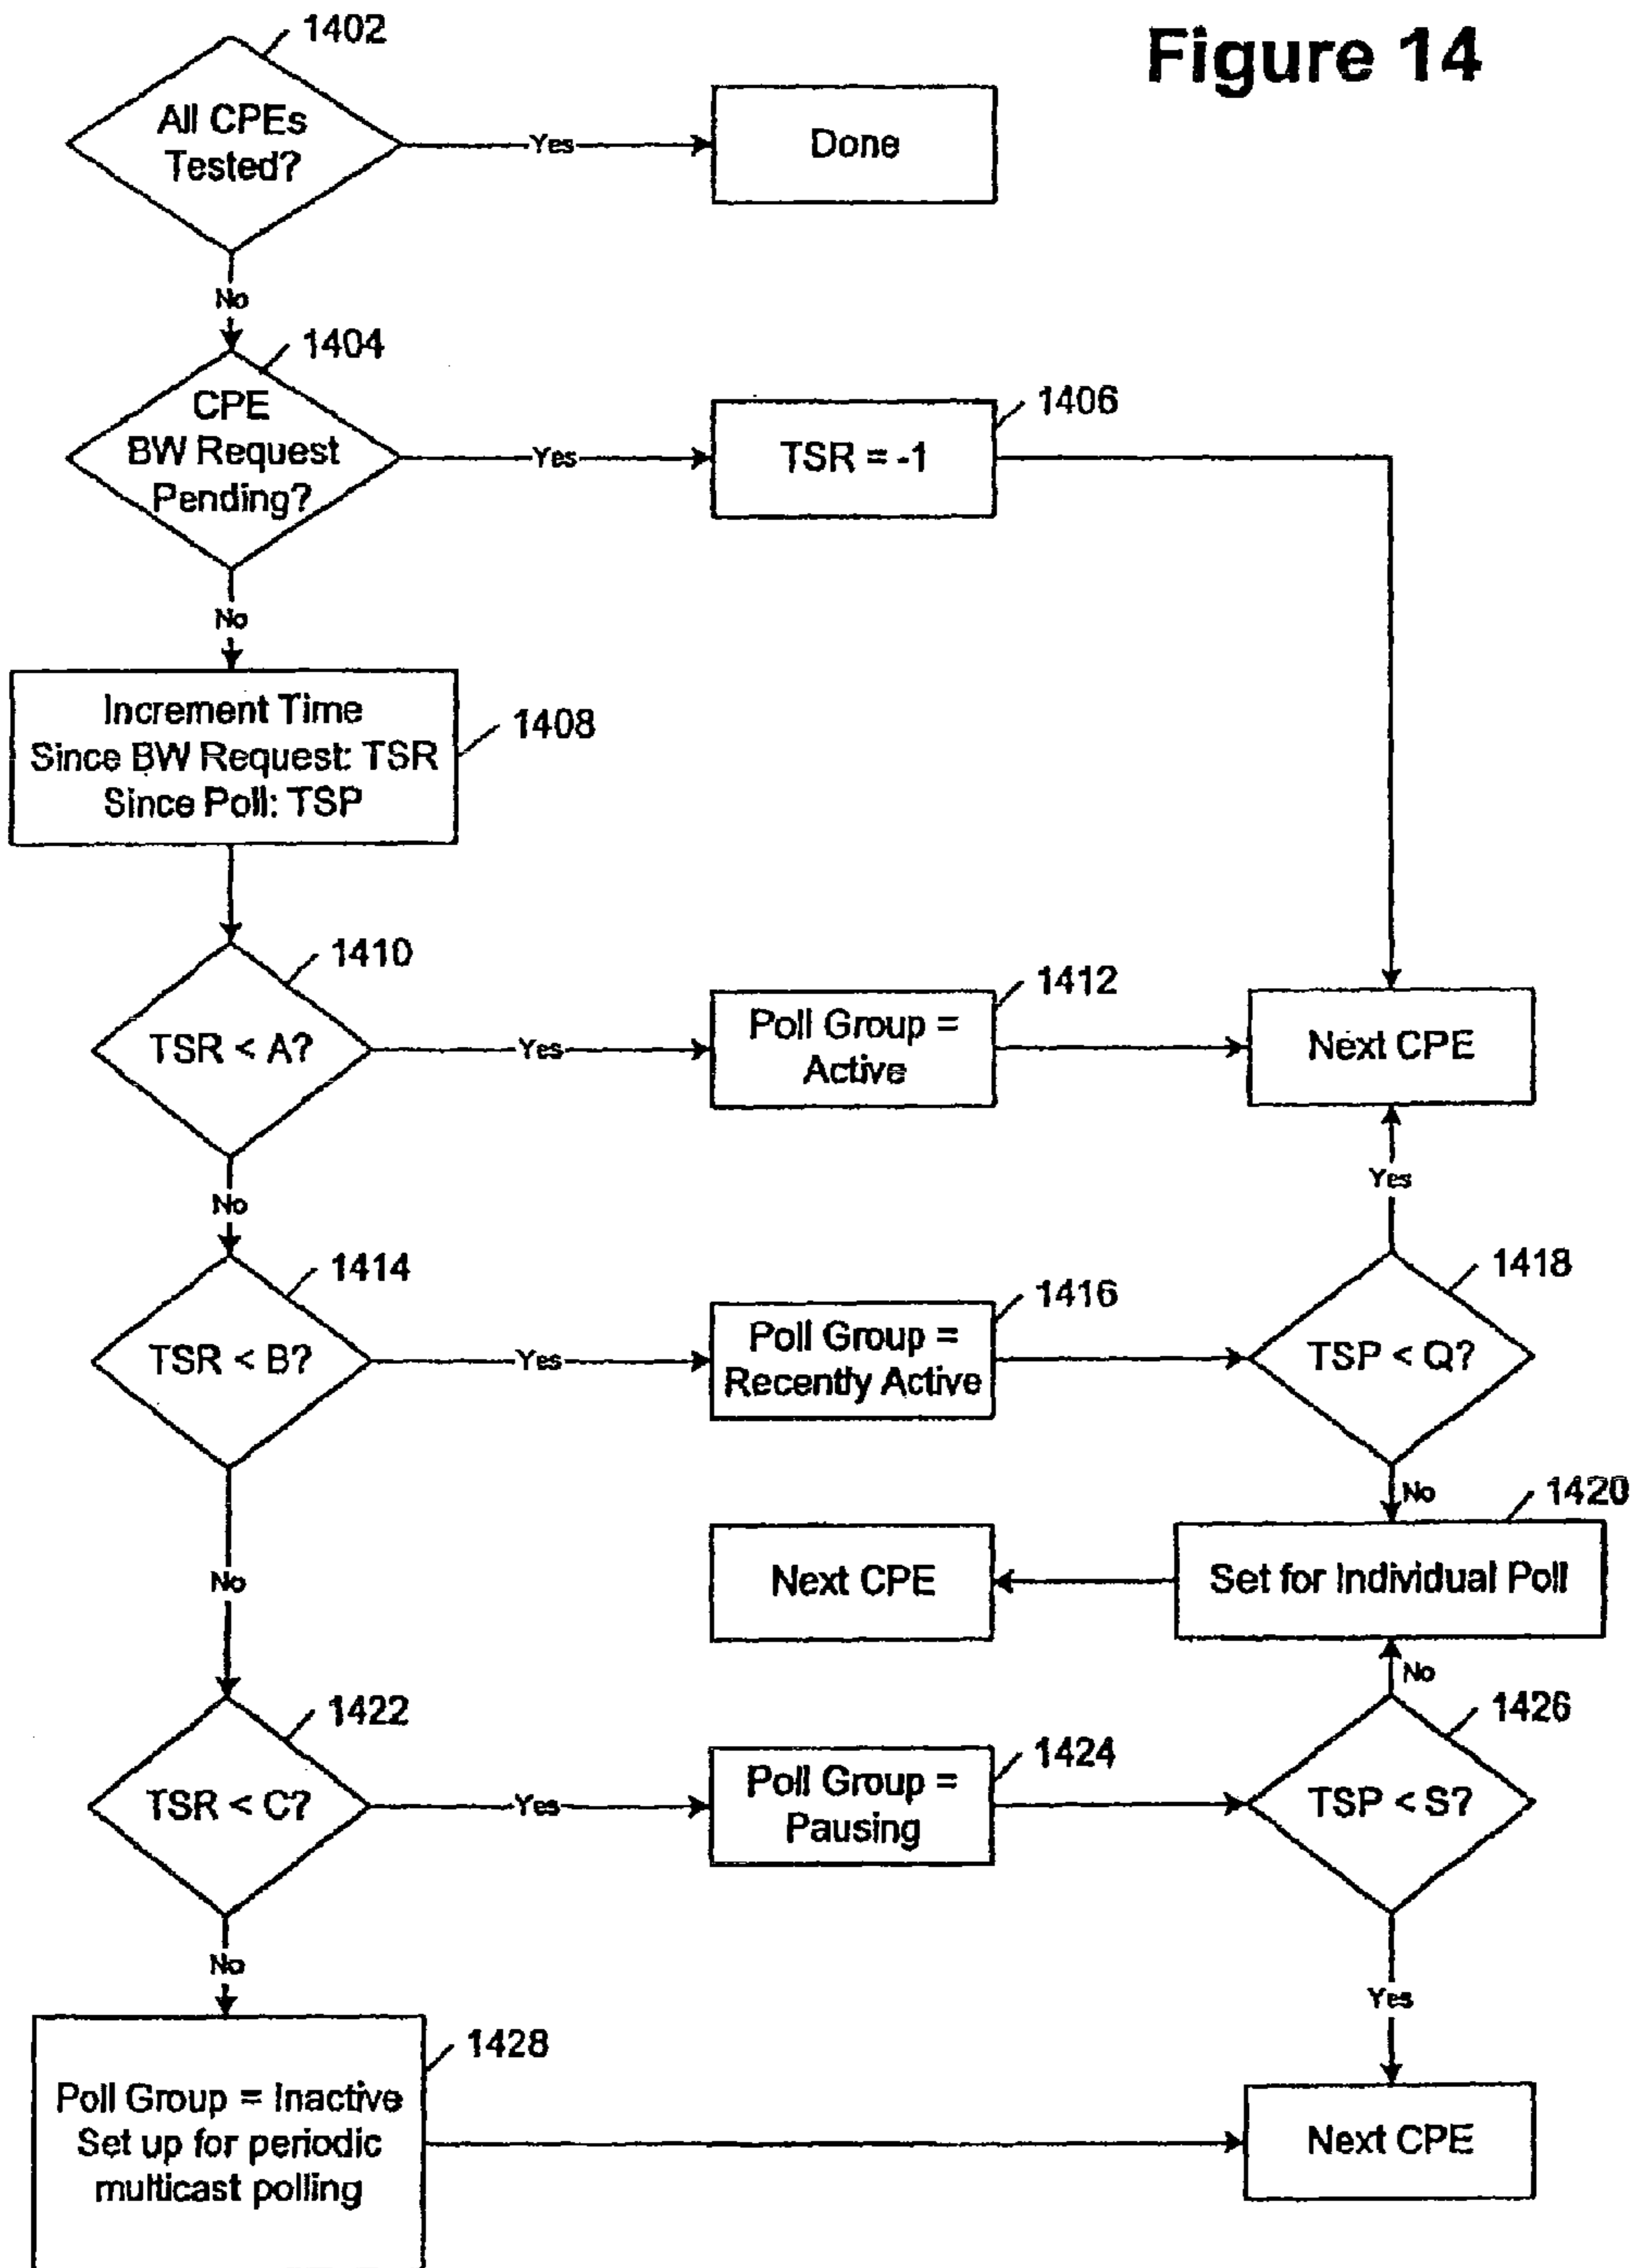 Figure 14
1402
All CPEs
Tested?
Yes
Done
No
1404
CPE
BW Request
Pending?
Yes
1406
TSR = -1
No
Increment Time
Since BW Request: TSR
Since Poll: TSP
1408
1410
TSR < A?
Yes
1412
Poll Group =
Active
Next CPE
No
Yes
1414
TSR < B?
Yes
1416
Poll Group =
Recently Active
1418
TSP < Q?
No
No
1420
Set for Individual Poll
Next CPE
No
1422
TSR < C?
Yes
1424
Poll Group =
Pausing
1426
TSP < S?
No
Yes
1428
Poll Group = Inactive
Set up for periodic
multicast polling
Next CPE